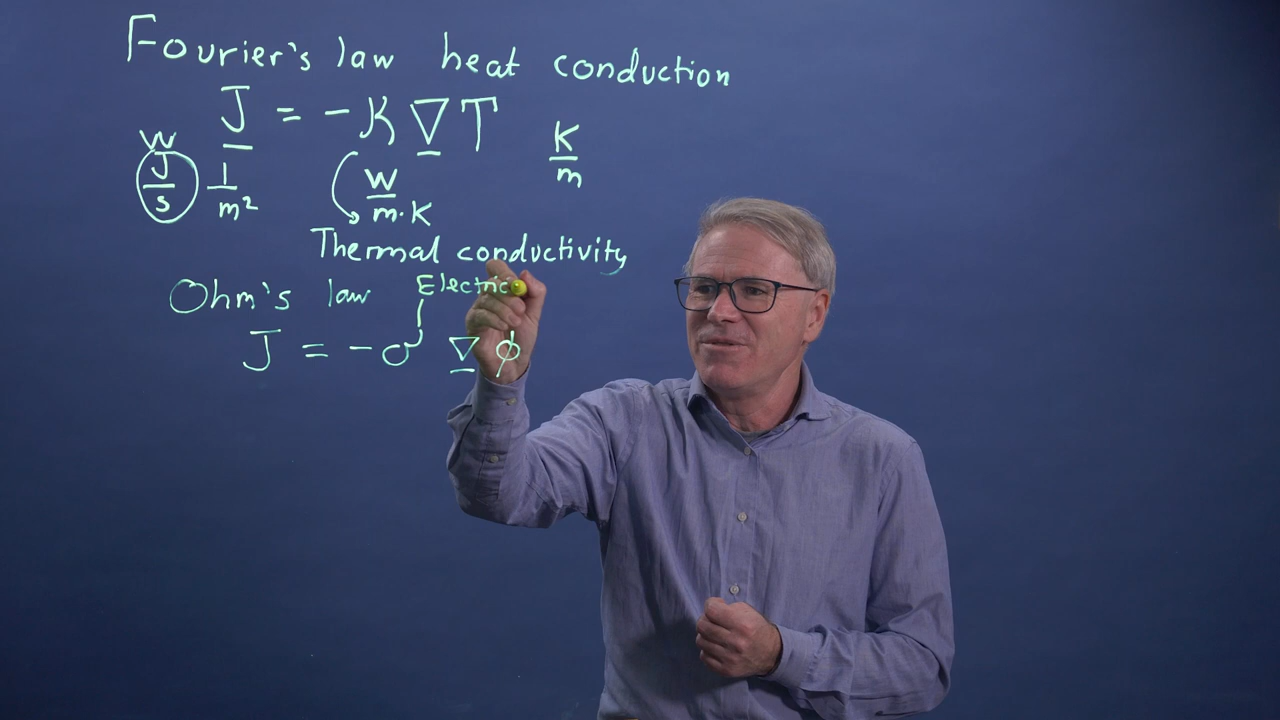 Fourier's law heat conduction
J = -K ∇T
W
J/s 1/m² W/m·K K/m
Thermal conductivity
Ohm's law Electric
J = -σ ∇ϕ